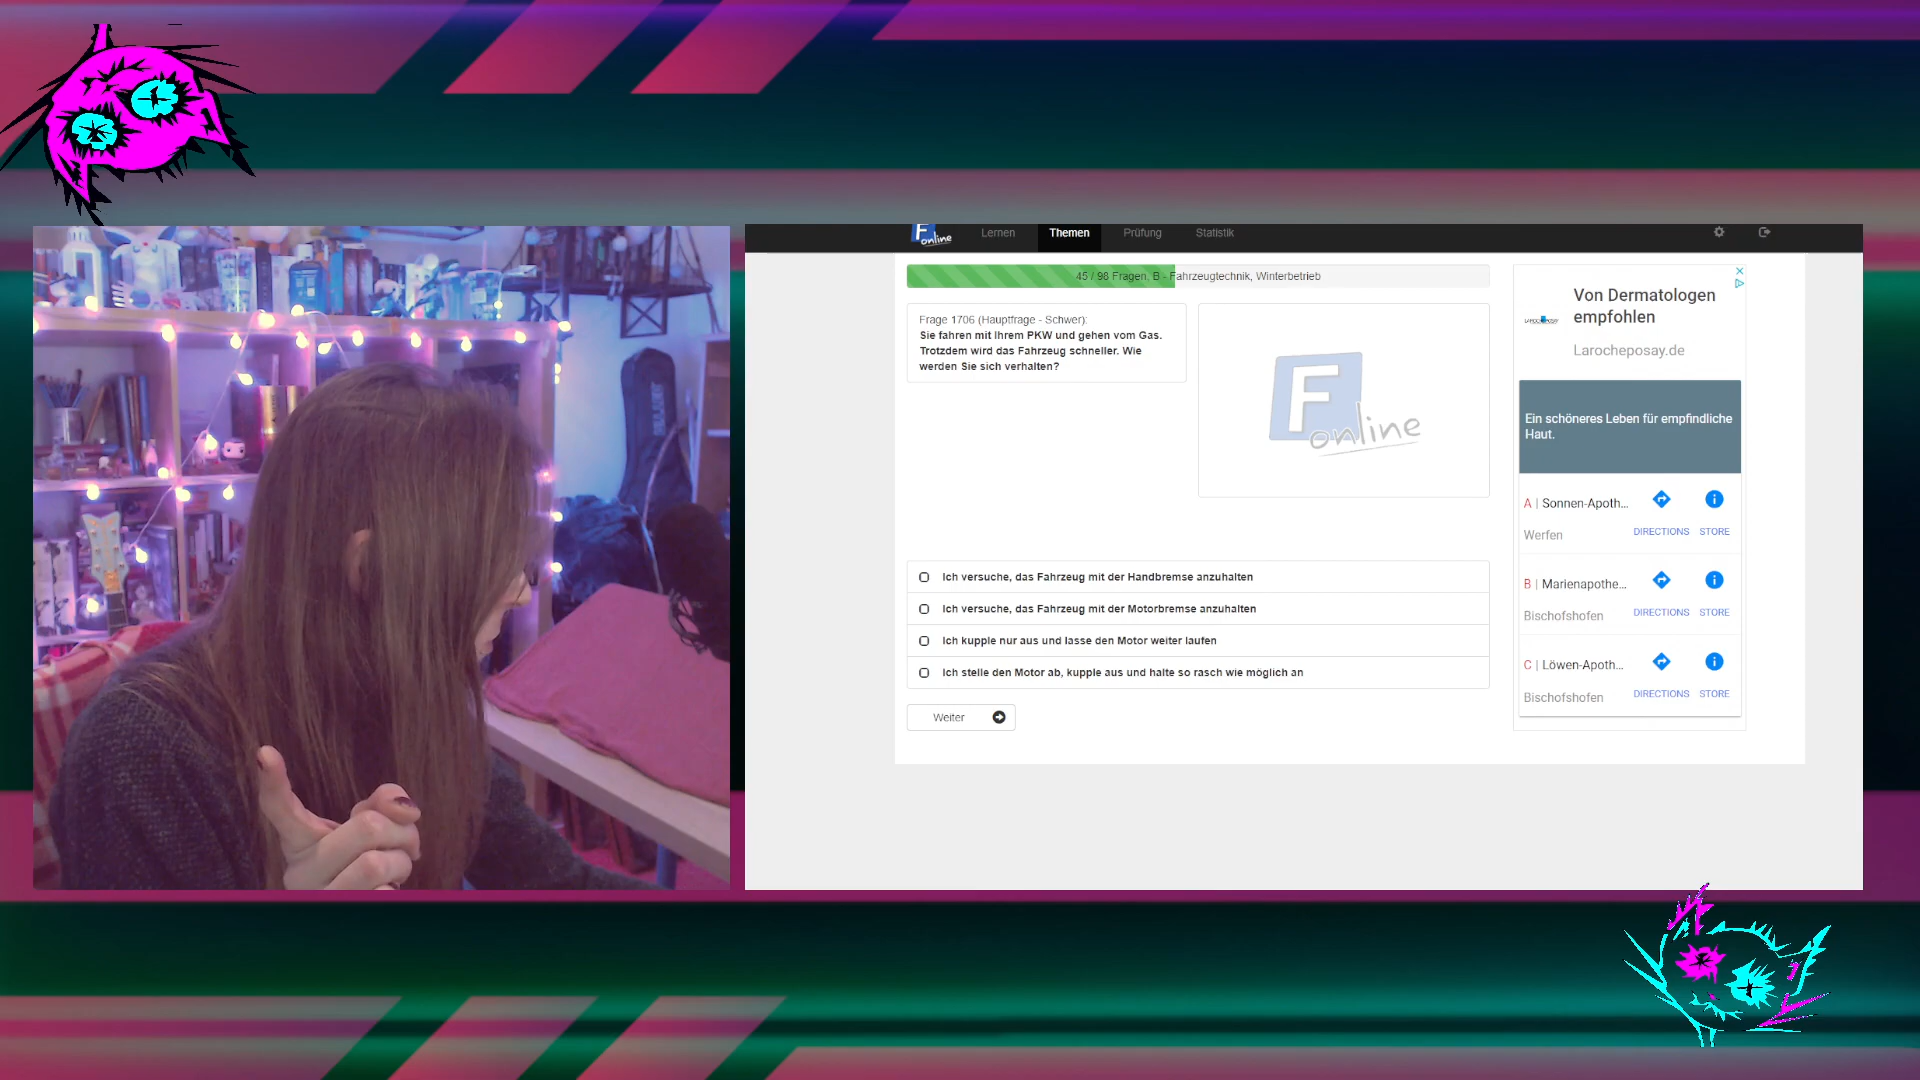 F online
Lernen
Themen
Prüfung
Statistik
45 / 98 Fragen, B - Fahrzeugtechnik, Winterbetrieb
Frage 1706 (Hauptfrage - Schwer):
Sie fahren mit Ihrem PKW und gehen vom Gas.
Trotzdem wird das Fahrzeug schneller. Wie
werden Sie sich verhalten?
F online
Ich versuche, das Fahrzeug mit der Handbremse anzuhalten
Ich versuche, das Fahrzeug mit der Motorbremse anzuhalten
Ich kupple nur aus und lasse den Motor weiter laufen
Ich stelle den Motor ab, kupple aus und halte so rasch wie möglich an
Weiter
Von Dermatologen
empfohlen
Larocheposay.de
Ein schöneres Leben für empfindliche
Haut.
A | Sonnen-Apoth...
Werfen
DIRECTIONS STORE
B | Marienapothe...
Bischofshofen
DIRECTIONS STORE
C | Löwen-Apoth...
Bischofshofen
DIRECTIONS STORE